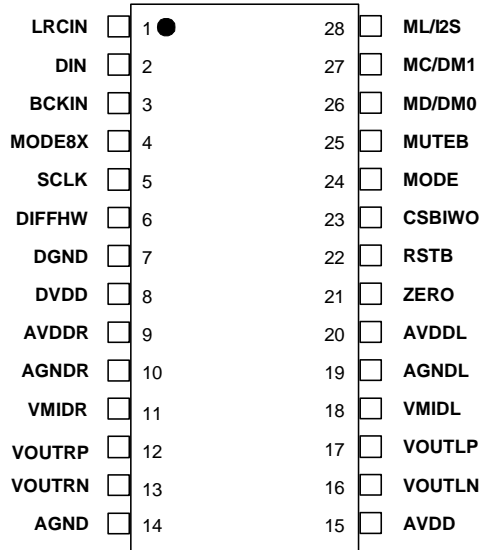 LRCIN 1 28 ML/I2S
DIN 2 27 MC/DM1
BCKIN 3 26 MD/DM0
MODE8X 4 25 MUTEB
SCLK 5 24 MODE
DIFFHW 6 23 CSBIWO
DGND 7 22 RSTB
DVDD 8 21 ZERO
AVDDR 9 20 AVDDL
AGNDR 10 19 AGNDL
VMIDR 11 18 VMIDL
VOUTRP 12 17 VOUTLP
VOUTRN 13 16 VOUTLN
AGND 14 15 AVDD